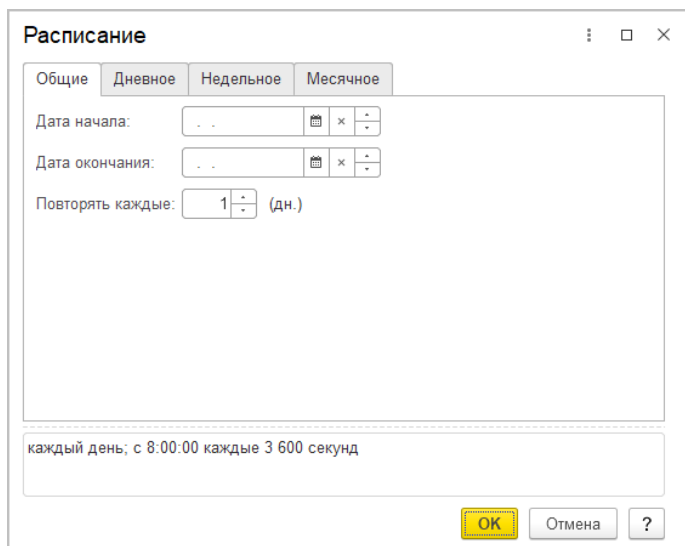 Расписание
Общие Дневное Недельное Месячное
Дата начала: . .
Дата окончания: . .
Повторять каждые: 1 (дн.)
каждый день; с 8:00:00 каждые 3 600 секунд
OK Отмена ?